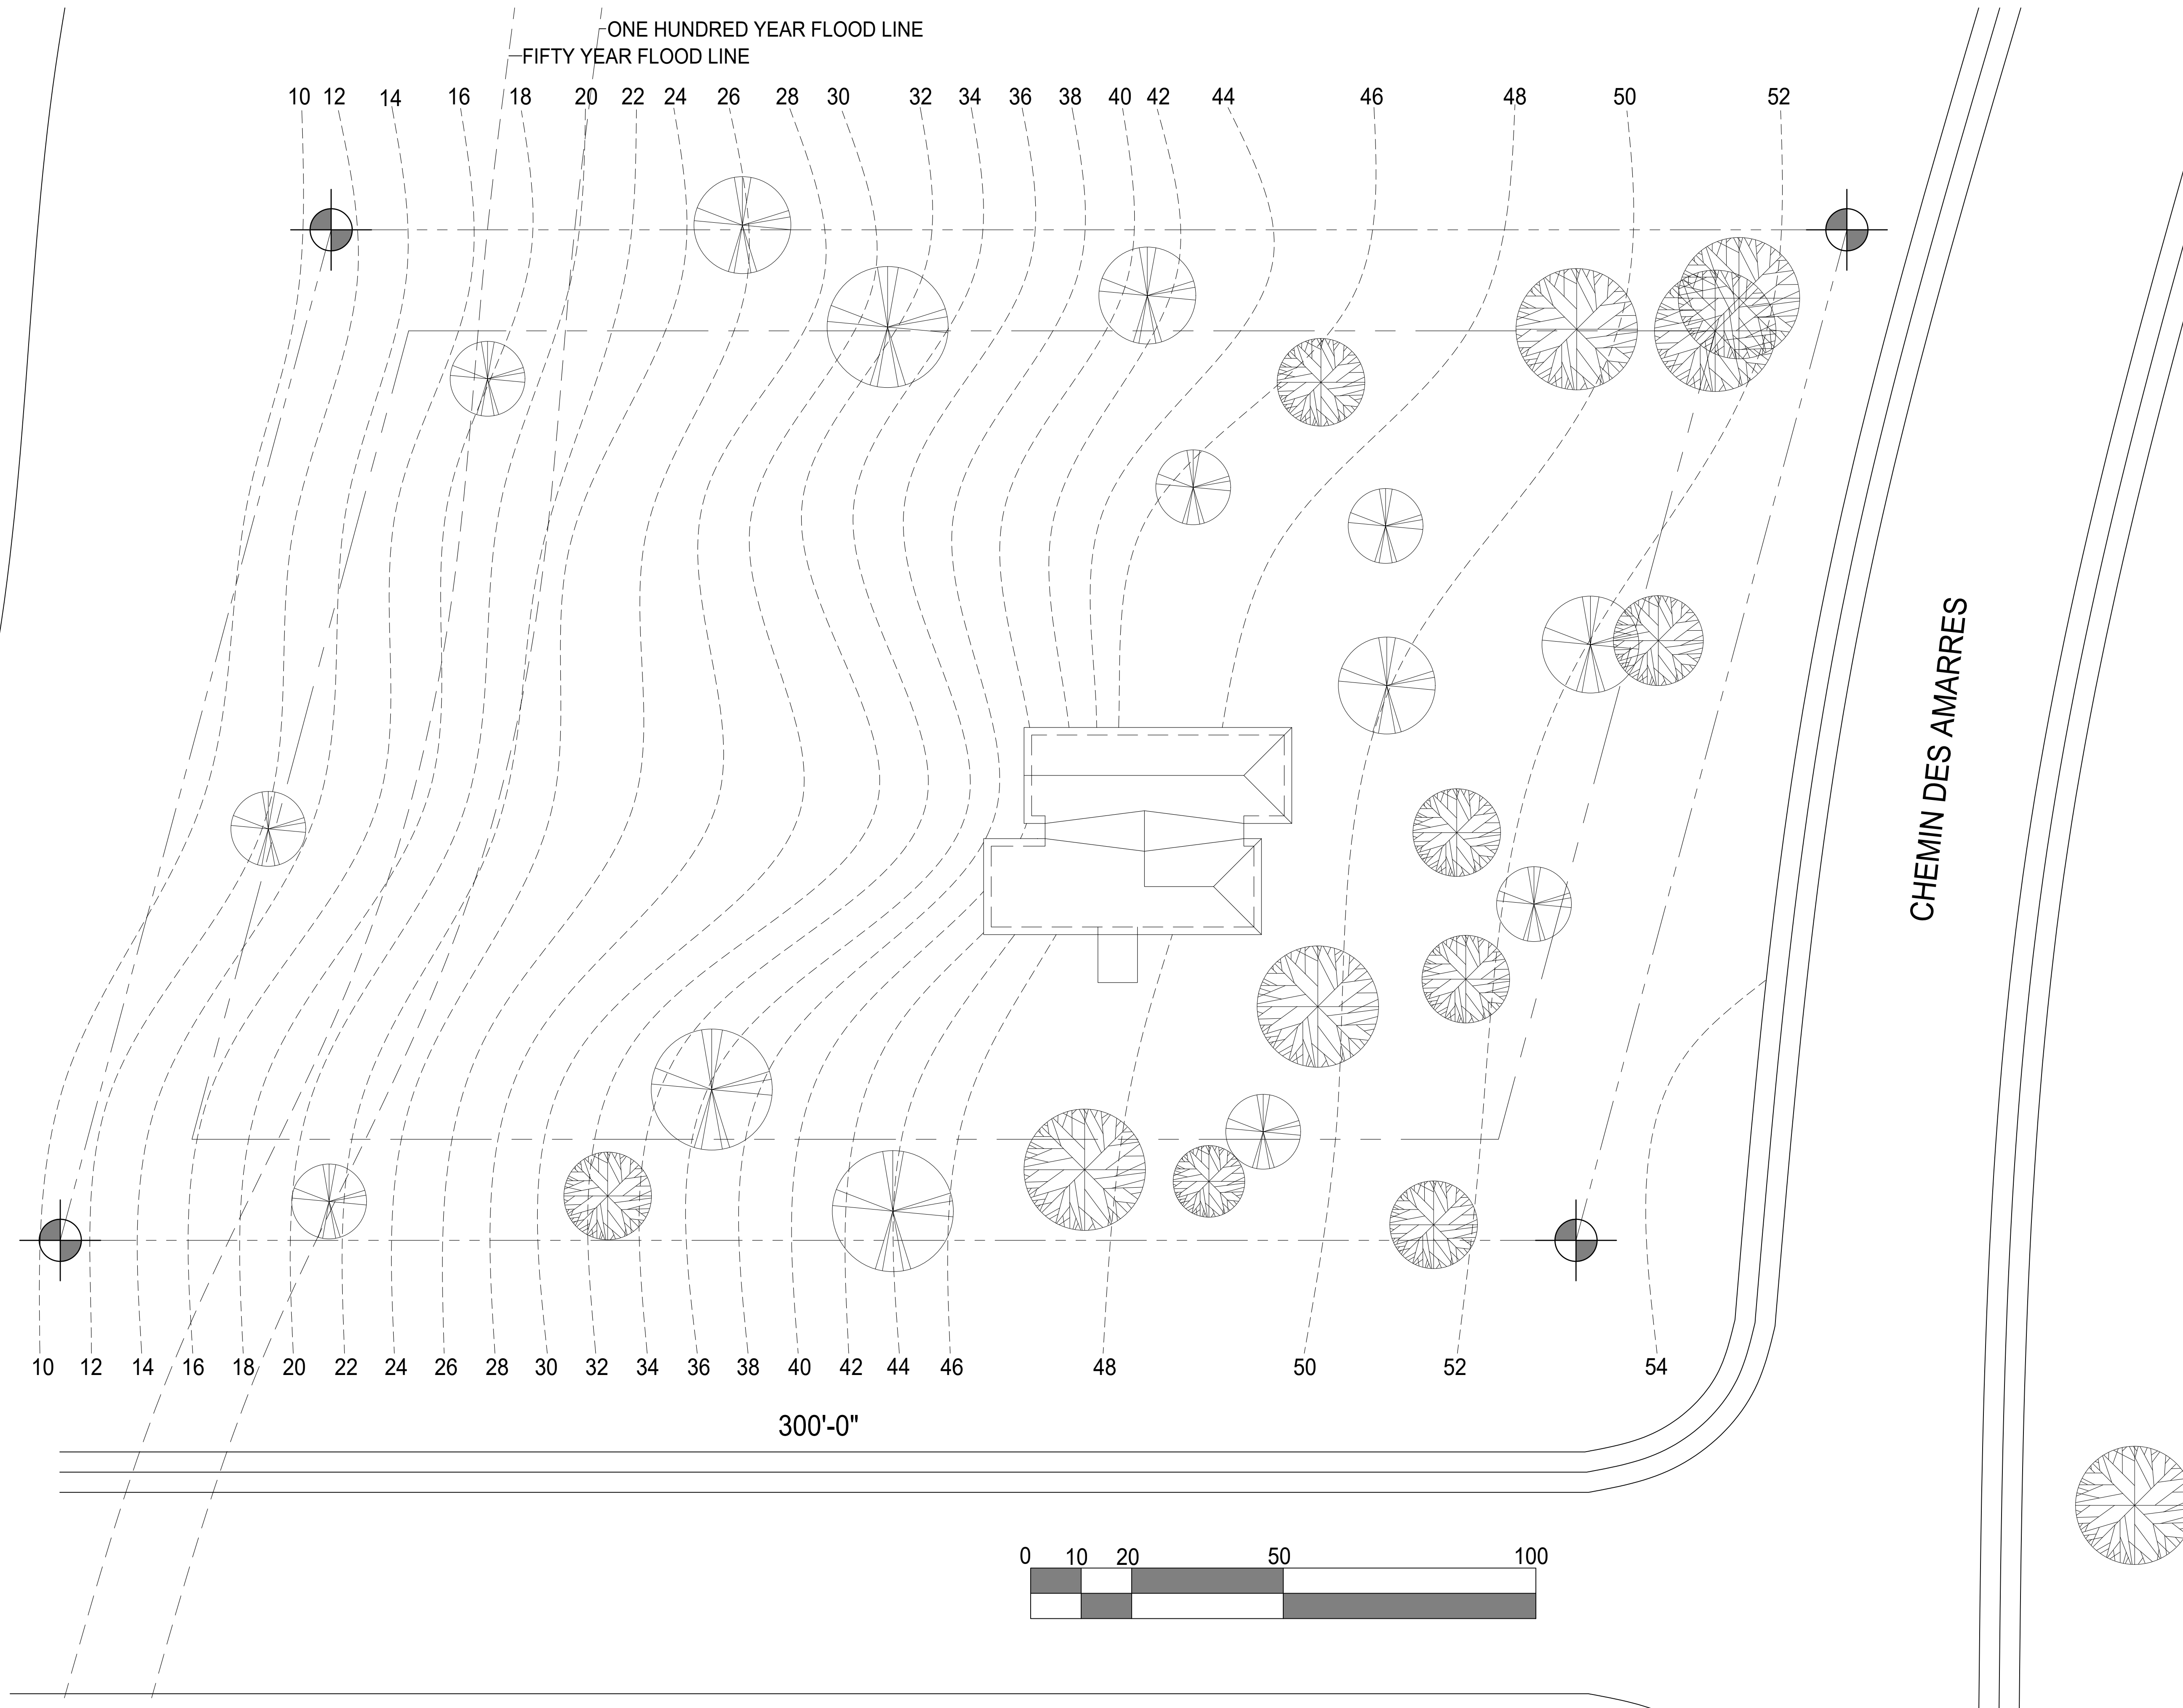 ONE HUNDRED YEAR FLOOD LINE
FIFTY YEAR FLOOD LINE
10 12 14 16 18 20 22 24 26 28 30 32 34 36 38 40 42 44 46 48 50 52
CHEMIN DES AMARRES
10 12 14 16 18 20 22 24 26 28 30 32 34 36 38 40 42 44 46 48 50 52 54
300'-0"
0 10 20 50 100